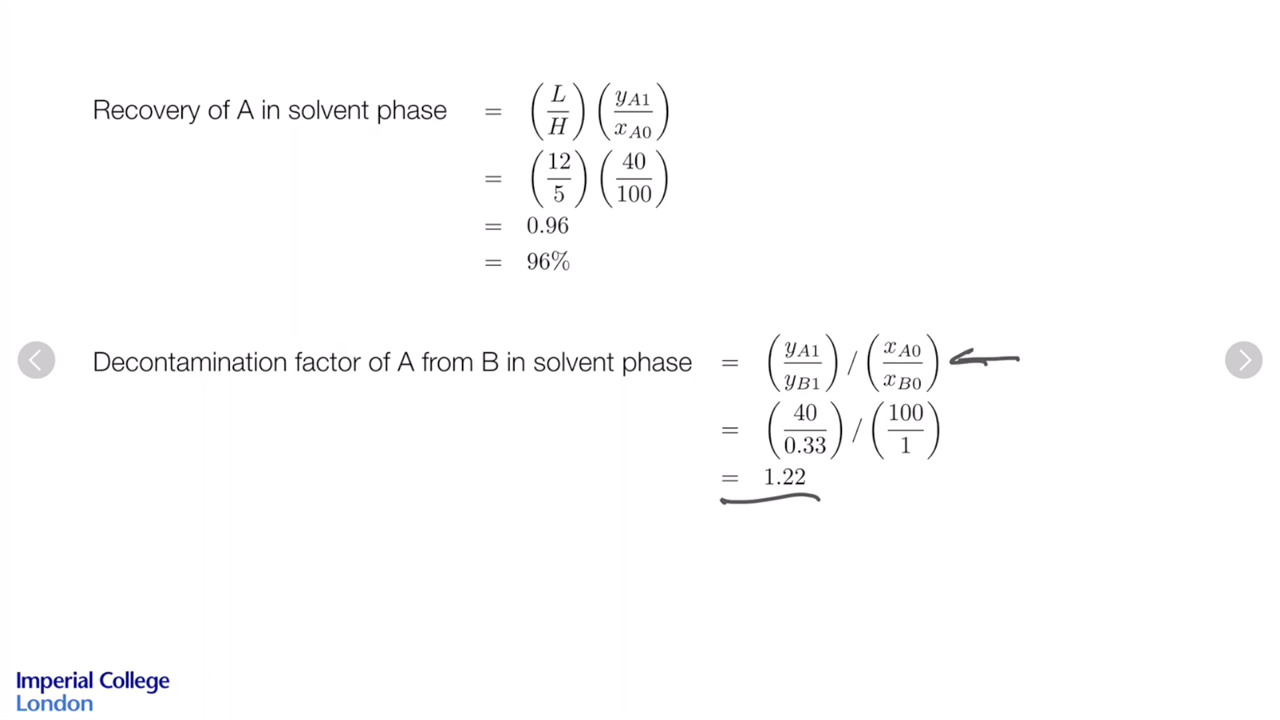 Recovery of A in solvent phase = (L/H) (y_A1/x_A0)
= (12/5) (40/100)
= 0.96
= 96%
Decontamination factor of A from B in solvent phase = (y_A1/y_B1) / (x_A0/x_B0)
= (40/0.33) / (100/1)
= 1.22
Imperial College
London